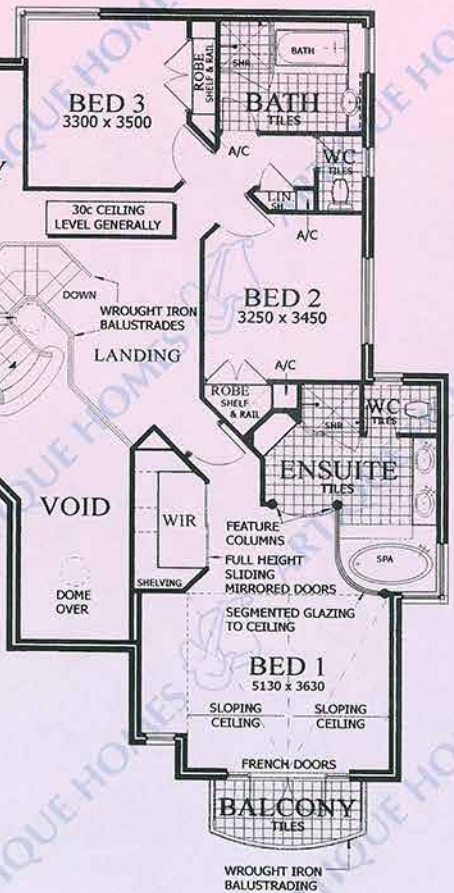 BED 3
3300 x 3500
ROBE
SHELF & RAIL
SHR
BATH
BATH
TILES
WC
TILES
A/C
LIN
SH.
A/C
30c CEILING
LEVEL GENERALLY
Y
DOWN
WROUGHT IRON
BALUSTRADES
LANDING
BED 2
3250 x 3450
A/C
ROBE
SHELF
& RAIL
SHR
WC
TILES
ENSUITE
TILES
VOID
DOME
OVER
WIR
SHELVING
FEATURE
COLUMNS
FULL HEIGHT
SLIDING
MIRRORED DOORS
SPA
SEGMENTED GLAZING
TO CEILING
BED 1
5130 x 3630
SLOPING
CEILING
SLOPING
CEILING
FRENCH DOORS
BALCONY
TILES
WROUGHT IRON
BALUSTRADING